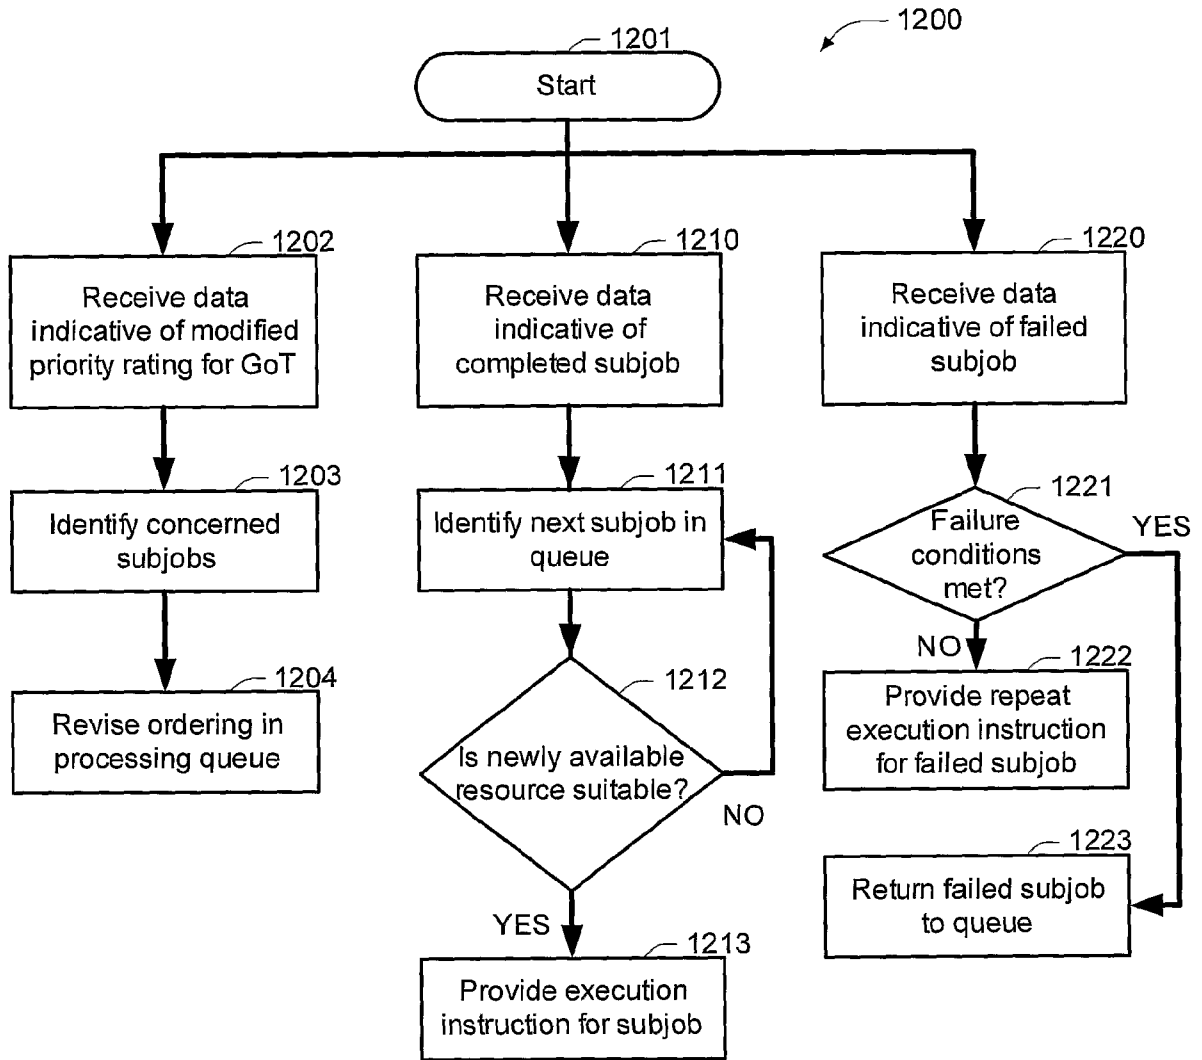 1200
1201
Start
1202
Receive data
indicative of modified
priority rating for GoT
1203
Identify concerned
subjobs
1204
Revise ordering in
processing queue
1210
Receive data
indicative of
completed subjob
1211
Identify next subjob in
queue
1212
Is newly available
resource suitable?
NO
YES
1213
Provide execution
instruction for subjob
1220
Receive data
indicative of failed
subjob
1221
Failure
conditions
met?
YES
NO
1222
Provide repeat
execution instruction
for failed subjob
1223
Return failed subjob
to queue